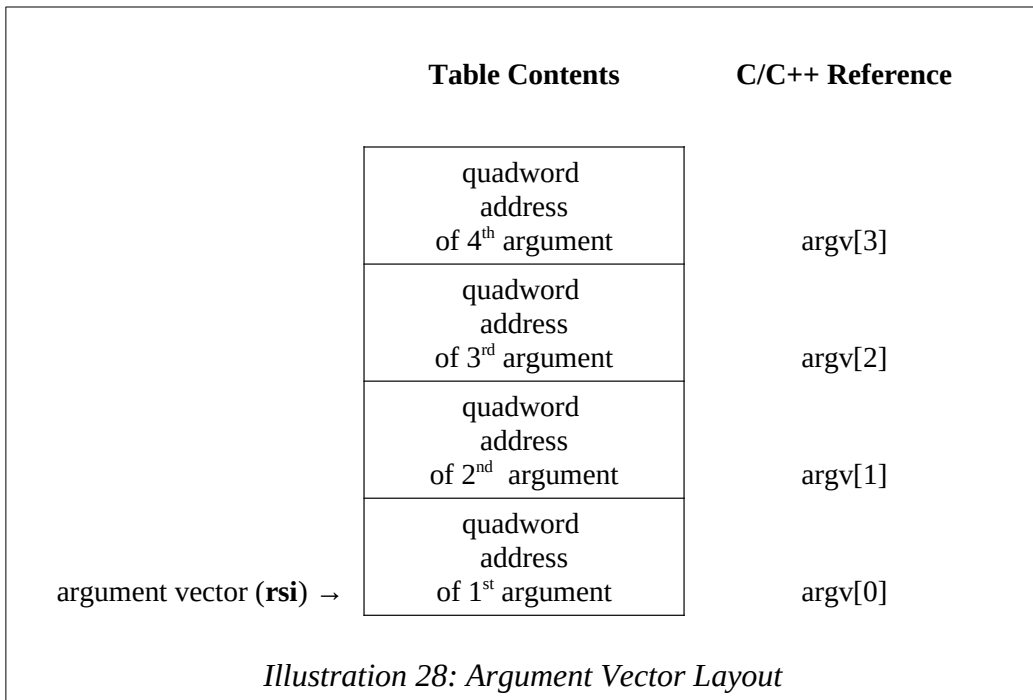 Table Contents C/C++ Reference
quadword
address
of 4th argument argv[3]
quadword
address
of 3rd argument argv[2]
quadword
address
of 2nd argument argv[1]
quadword
address
argument vector (rsi) → of 1st argument argv[0]
Illustration 28: Argument Vector Layout